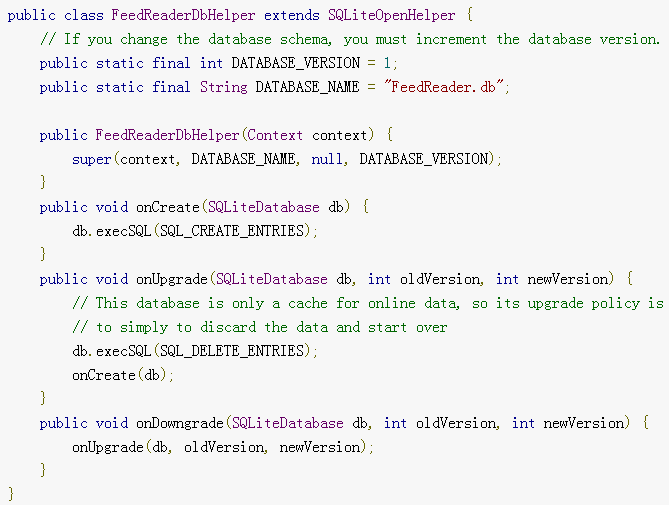 public class FeedReaderDbHelper extends SQLiteOpenHelper {
    // If you change the database schema, you must increment the database version.
    public static final int DATABASE_VERSION = 1;
    public static final String DATABASE_NAME = "FeedReader.db";

    public FeedReaderDbHelper(Context context) {
        super(context, DATABASE_NAME, null, DATABASE_VERSION);
    }
    public void onCreate(SQLiteDatabase db) {
        db.execSQL(SQL_CREATE_ENTRIES);
    }
    public void onUpgrade(SQLiteDatabase db, int oldVersion, int newVersion) {
        // This database is only a cache for online data, so its upgrade policy is
        // to simply to discard the data and start over
        db.execSQL(SQL_DELETE_ENTRIES);
        onCreate(db);
    }
    public void onDowngrade(SQLiteDatabase db, int oldVersion, int newVersion) {
        onUpgrade(db, oldVersion, newVersion);
    }
}